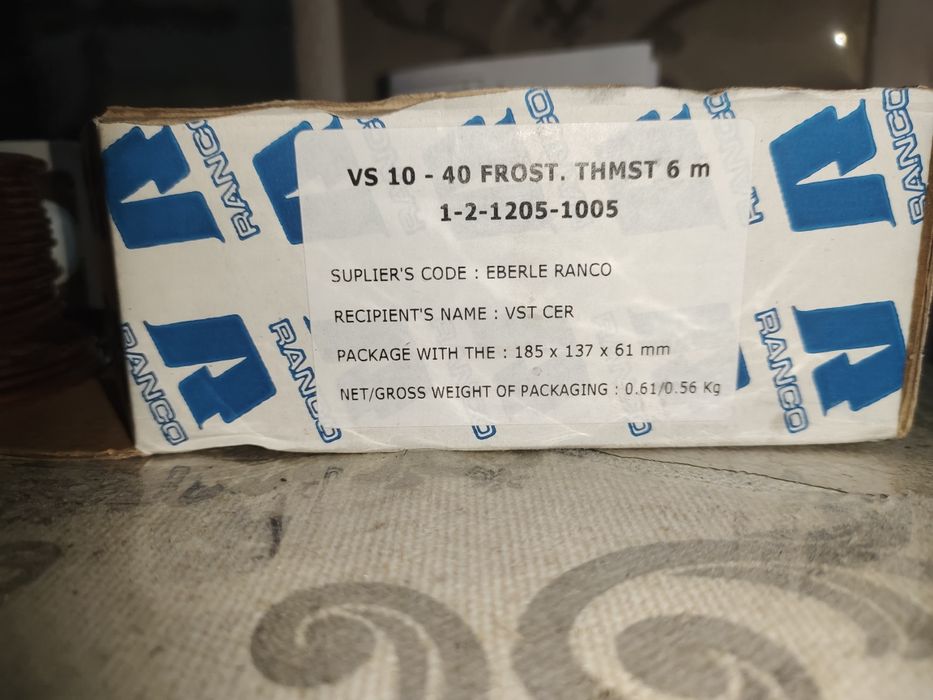 VS 10 - 40 FROST. THMST 6 m
1-2-1205-1005
SUPLIER'S CODE : EBERLE RANCO
RECIPIENT'S NAME : VST CER
PACKAGE WITH THE : 185 x 137 x 61 mm
NET/GROSS WEIGHT OF PACKAGING : 0.61/0.56 Kg
RANCO
RANCO
RANCO
RANCO
RANCO